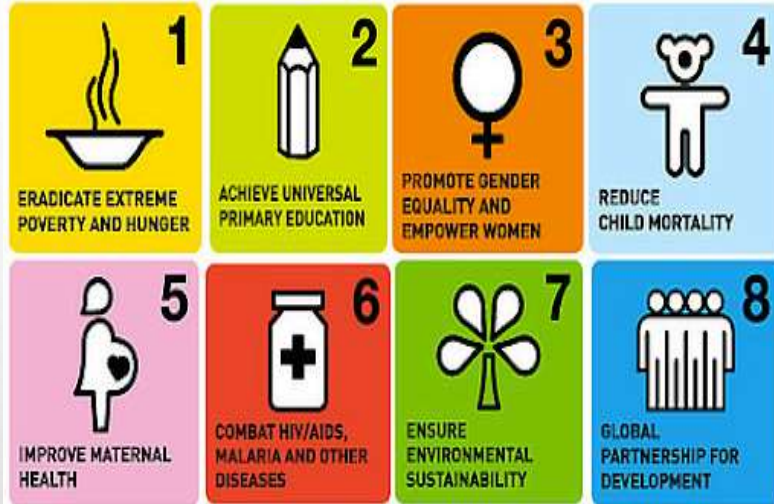 1
ERADICATE EXTREME
POVERTY AND HUNGER
2
ACHIEVE UNIVERSAL
PRIMARY EDUCATION
3
PROMOTE GENDER
EQUALITY AND
EMPOWER WOMEN
4
REDUCE
CHILD MORTALITY
5
IMPROVE MATERNAL
HEALTH
6
COMBAT HIV/AIDS,
MALARIA AND OTHER
DISEASES
7
ENSURE
ENVIRONMENTAL
SUSTAINABILITY
8
GLOBAL
PARTNERSHIP FOR
DEVELOPMENT